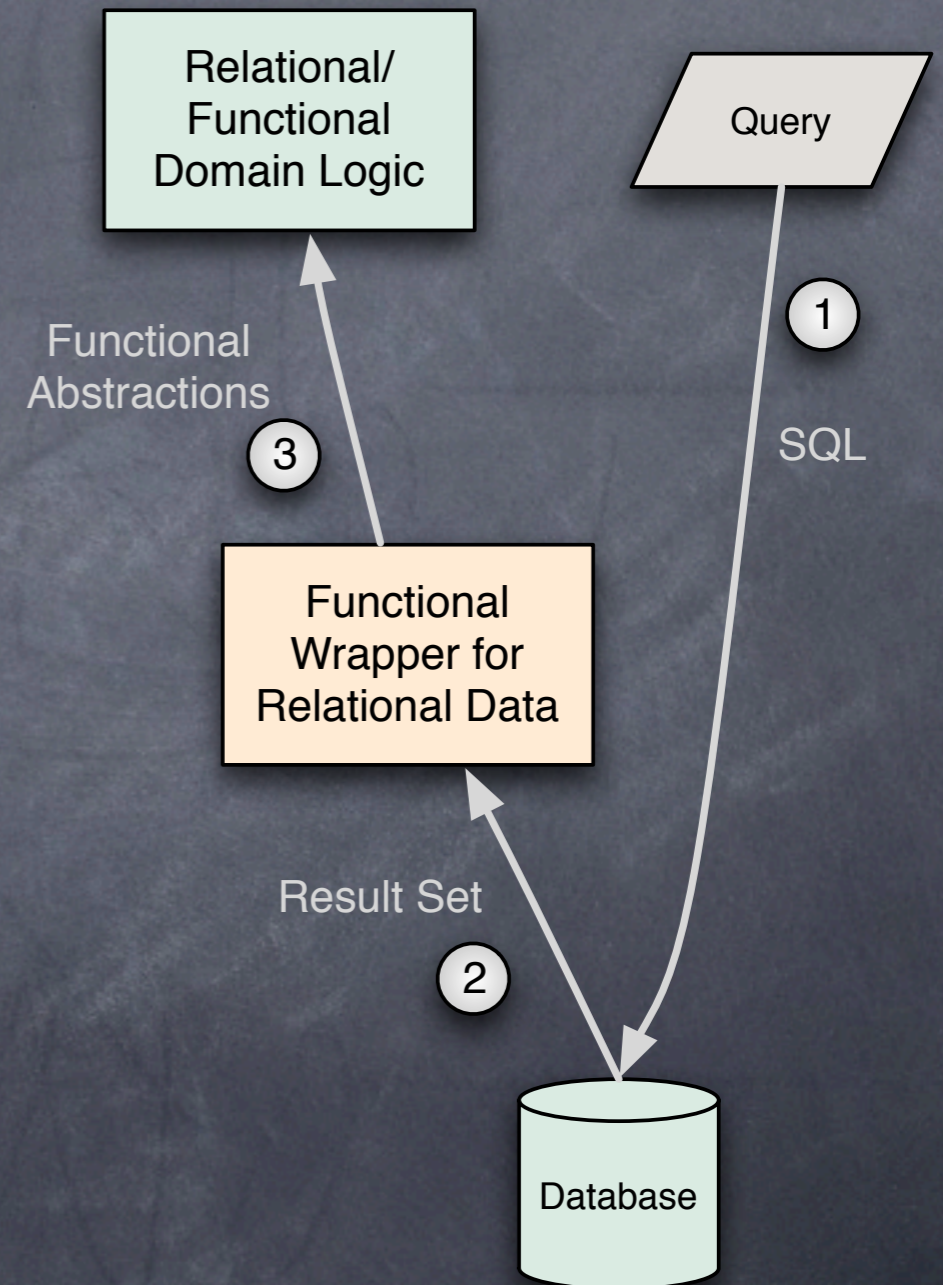 Relational/
Functional
Domain Logic
Query
1
SQL
Functional
Abstractions
3
Functional
Wrapper for
Relational Data
Result Set
2
Database